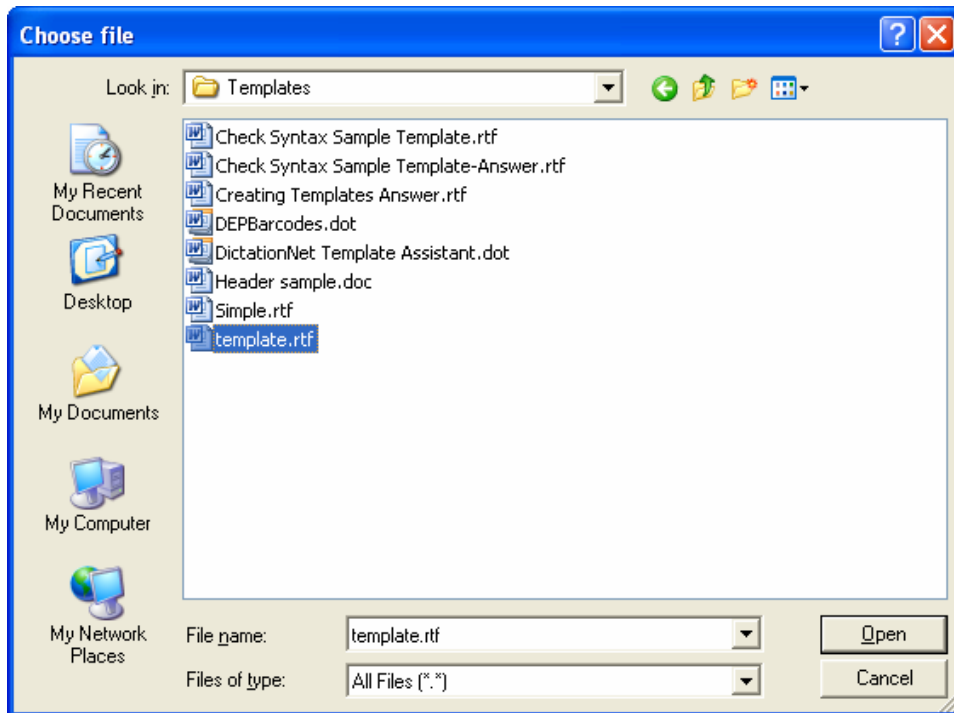 Choose file
Look in:
Templates
My Recent
Documents
Desktop
My Documents
My Computer
My Network
Places
Check Syntax Sample Template.rtf
Check Syntax Sample Template-Answer.rtf
Creating Templates Answer.rtf
DEPBarcodes.dot
DictationNet Template Assistant.dot
Header sample.doc
Simple.rtf
template.rtf
File name:
template.rtf
Open
Files of type:
All Files (*.*)
Cancel